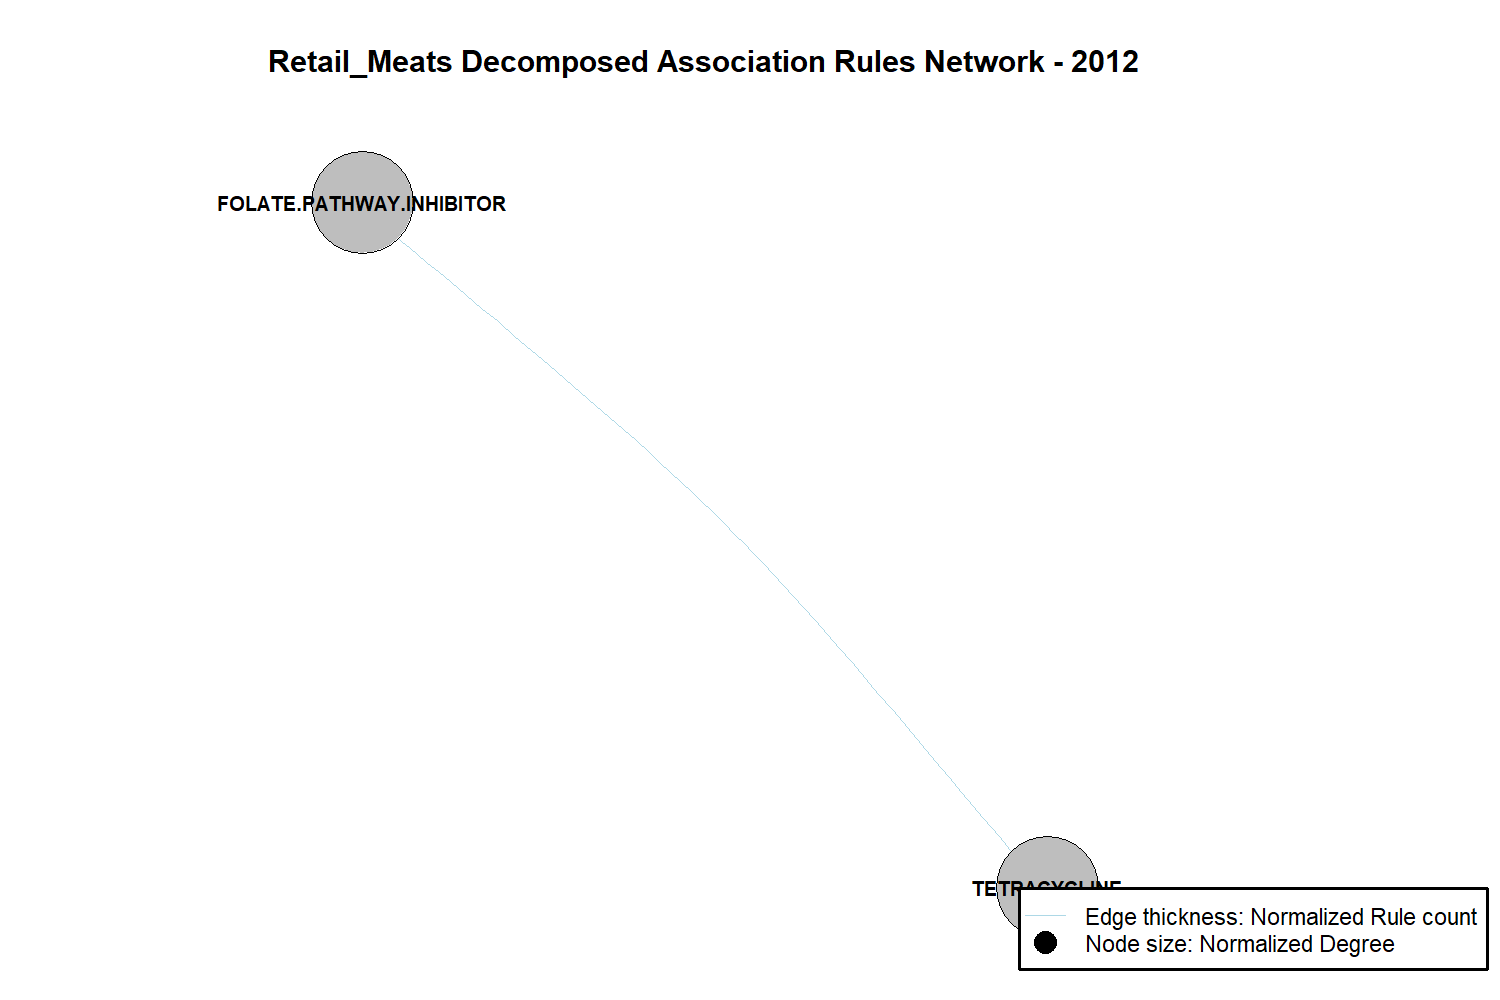 Retail_Meats Decomposed Association Rules Network - 2012
FOLATE.PATHWAY.INHIBITOR
TETRACYCLINE
Edge thickness: Normalized Rule count
Node size: Normalized Degree